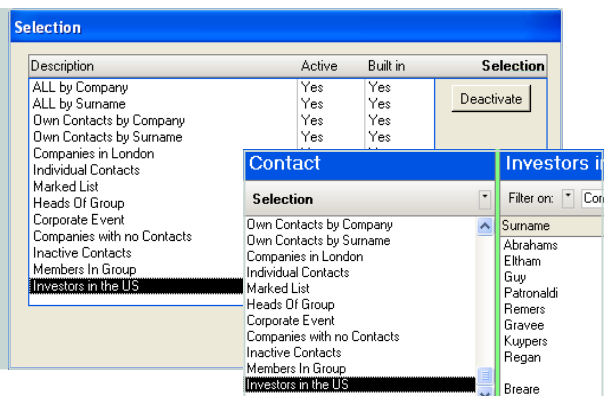 Selection
Description Active Built in Selection
ALL by Company Yes Yes
Deactivate
ALL by Surname Yes Yes
Own Contacts by Company Yes Yes
Own Contacts by Surname Yes Yes
Companies in London
Individual Contacts
Marked List
Heads Of Group
Corporate Event
Companies with no Contacts
Inactive Contacts
Members In Group
Investors in the US
Contact
Selection
Own Contacts by Company
Own Contacts by Surname
Companies in London
Individual Contacts
Marked List
Heads Of Group
Corporate Event
Companies with no Contacts
Inactive Contacts
Members In Group
Investors in the US
Investors i
Filter on: Con
Surname
Abrahams
Eltham
Guy
Patronaldi
Remers
Gravee
Kuypers
Regan
Breare